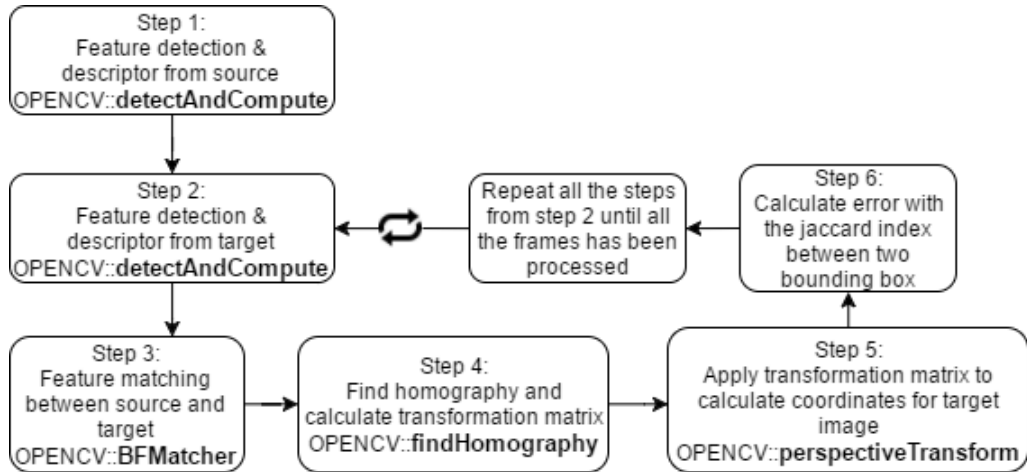 Step 1:
Feature detection &
descriptor from source
OPENCV::detectAndCompute
Step 2:
Feature detection &
descriptor from target
OPENCV::detectAndCompute
Step 3:
Feature matching
between source and
target
OPENCV::BFMatcher
Step 4:
Find homography and
calculate transformation matrix
OPENCV::findHomography
Step 5:
Apply transformation matrix to
calculate coordinates for target
image
OPENCV::perspectiveTransform
Step 6:
Calculate error with
the jaccard index
between two
bounding box
Repeat all the steps
from step 2 until all
the frames has been
processed